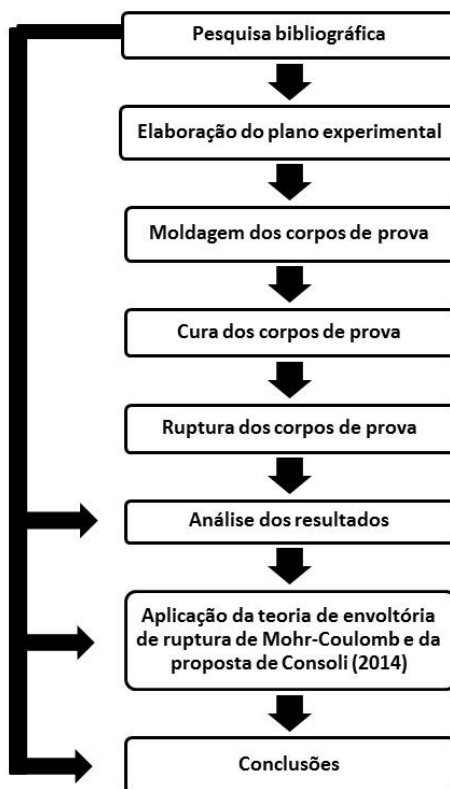 Pesquisa bibliográfica
Elaboração do plano experimental
Moldagem dos corpos de prova
Cura dos corpos de prova
Ruptura dos corpos de prova
Análise dos resultados
Aplicação da teoria de envoltória
de ruptura de Mohr-Coulomb e da
proposta de Consoli (2014)
Conclusões